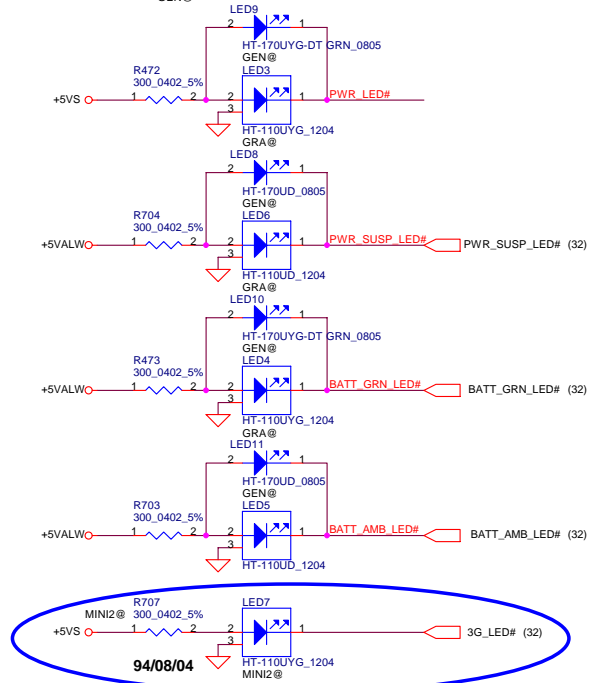 GEN@
LED9
2 1
HT-170UYG-DT GRN_0805
GEN@
R472
300_0402_5%
LED3
+5VS 1 2 2 1 PWR_LED#
3
HT-110UYG_1204
GRA@
LED8
2 1
HT-170UD_0805
GEN@
R704
300_0402_5%
LED6
+5VALW 1 2 2 1 PWR_SUSP_LED# PWR_SUSP_LED# (32)
3
HT-110UD_1204
GRA@
LED10
2 1
HT-170UYG-DT GRN_0805
GEN@
R473
300_0402_5%
LED4
+5VALW 1 2 2 1 BATT_GRN_LED# BATT_GRN_LED# (32)
3
HT-110UYG_1204
GRA@
LED11
2 1
HT-170UD_0805
GEN@
R703
300_0402_5%
LED5
+5VALW 1 2 2 1 BATT_AMB_LED# BATT_AMB_LED# (32)
3
HT-110UD_1204
R707
MINI2@ 300_0402_5%
LED7
+5VS 1 2 2 1 3G_LED# (32)
3
94/08/04
HT-110UYG_1204
MINI2@